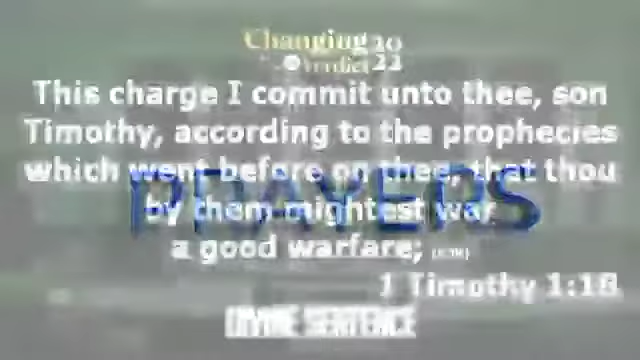 Changing 20
Verdict 22
This charge I commit unto thee, son
Timothy, according to the prophecies
which went before on thee, that thou
PRAYERS
by them mightest war
a good warfare; (KJV)
1 Timothy 1:18
DIVINE SENTENCE